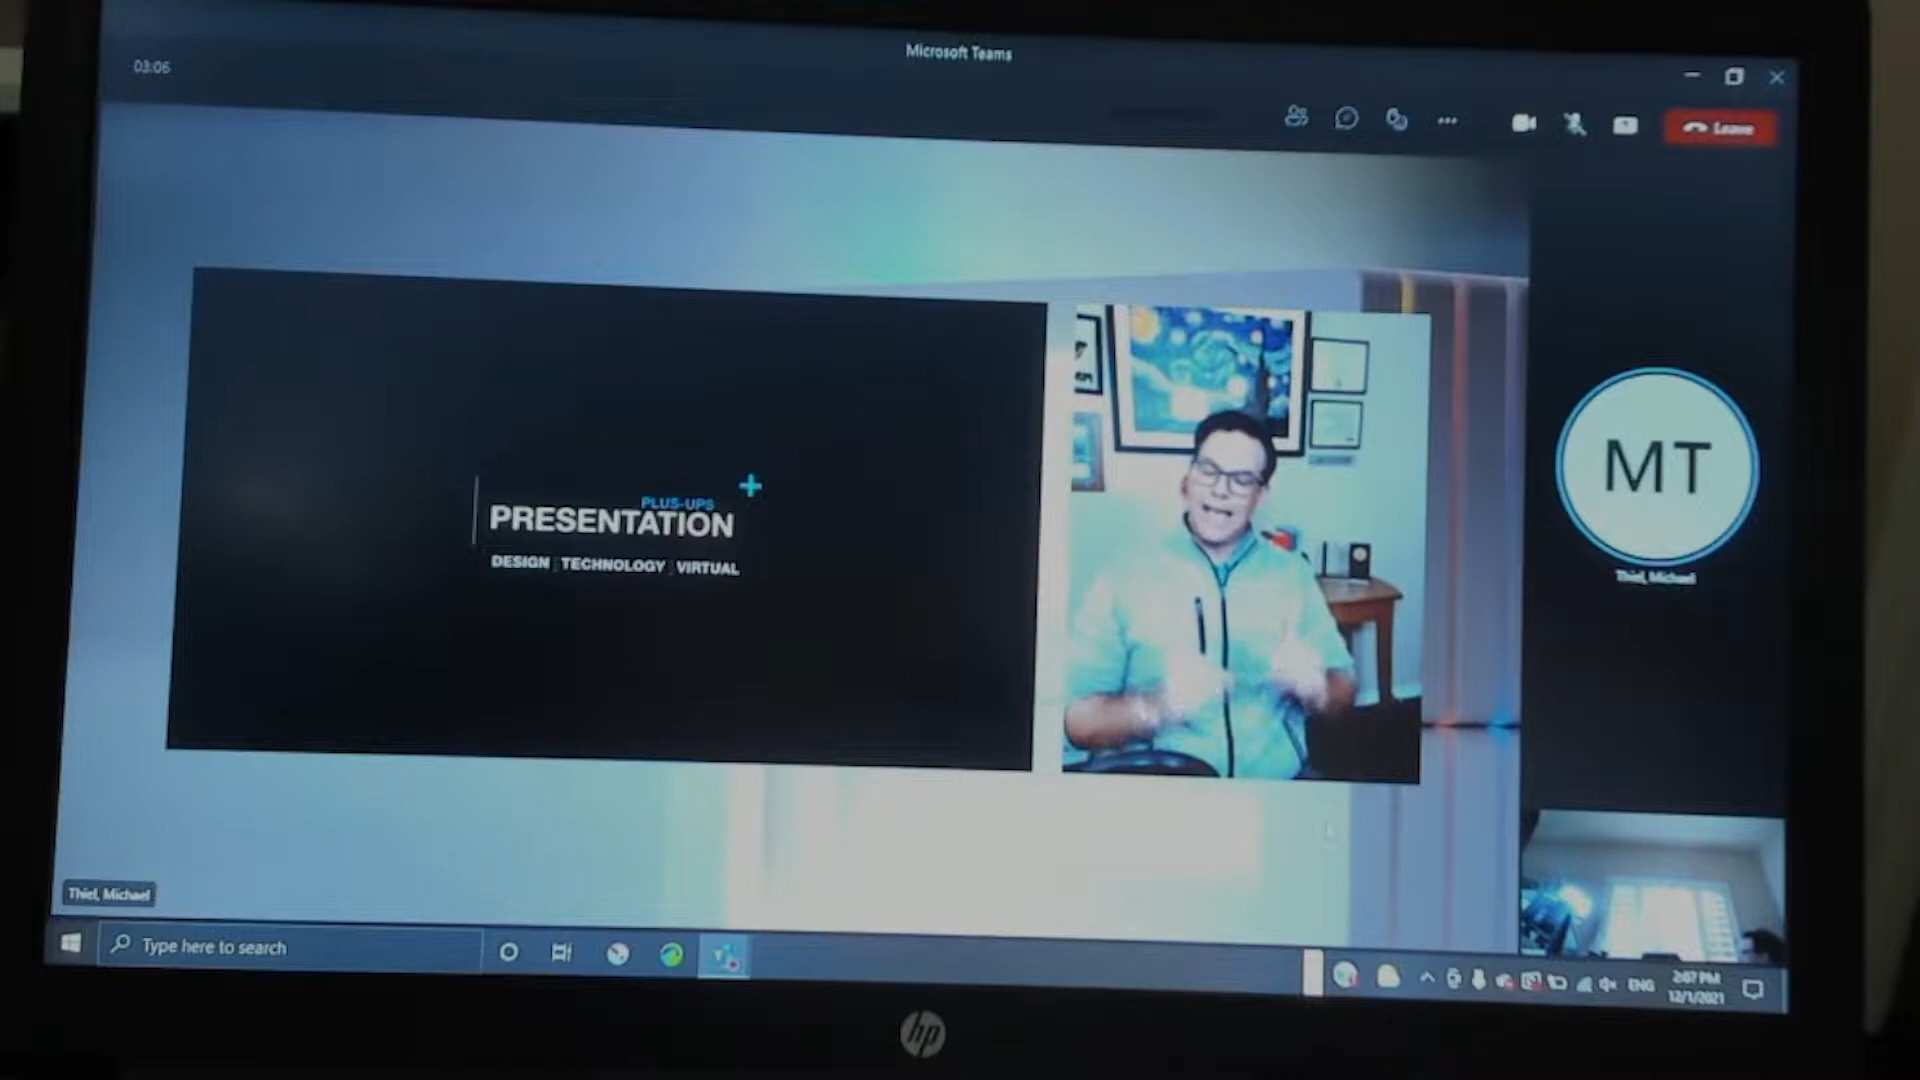 Microsoft Teams
03:06
Leave
PLUS-UPS
PRESENTATION
DESIGN | TECHNOLOGY | VIRTUAL
MT
Thiel, Michael
Thiel, Michael
Type here to search
ENG
2:07 PM
12/1/2021
hp